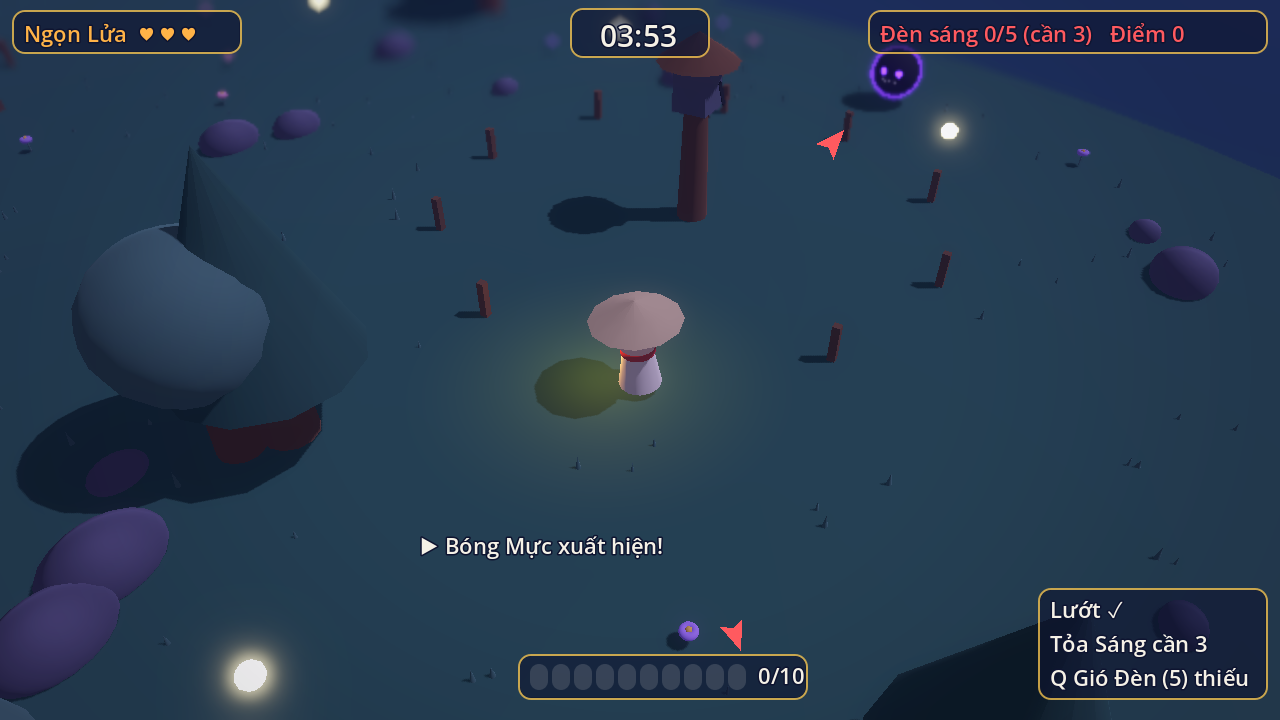 Ngọn Lửa ♥♥♥
03:53
Đèn sáng 0/5 (cần 3) Điểm 0
▶ Bóng Mực xuất hiện!
0/10
Lướt ✓
Tỏa Sáng cần 3
Q Gió Đèn (5) thiếu